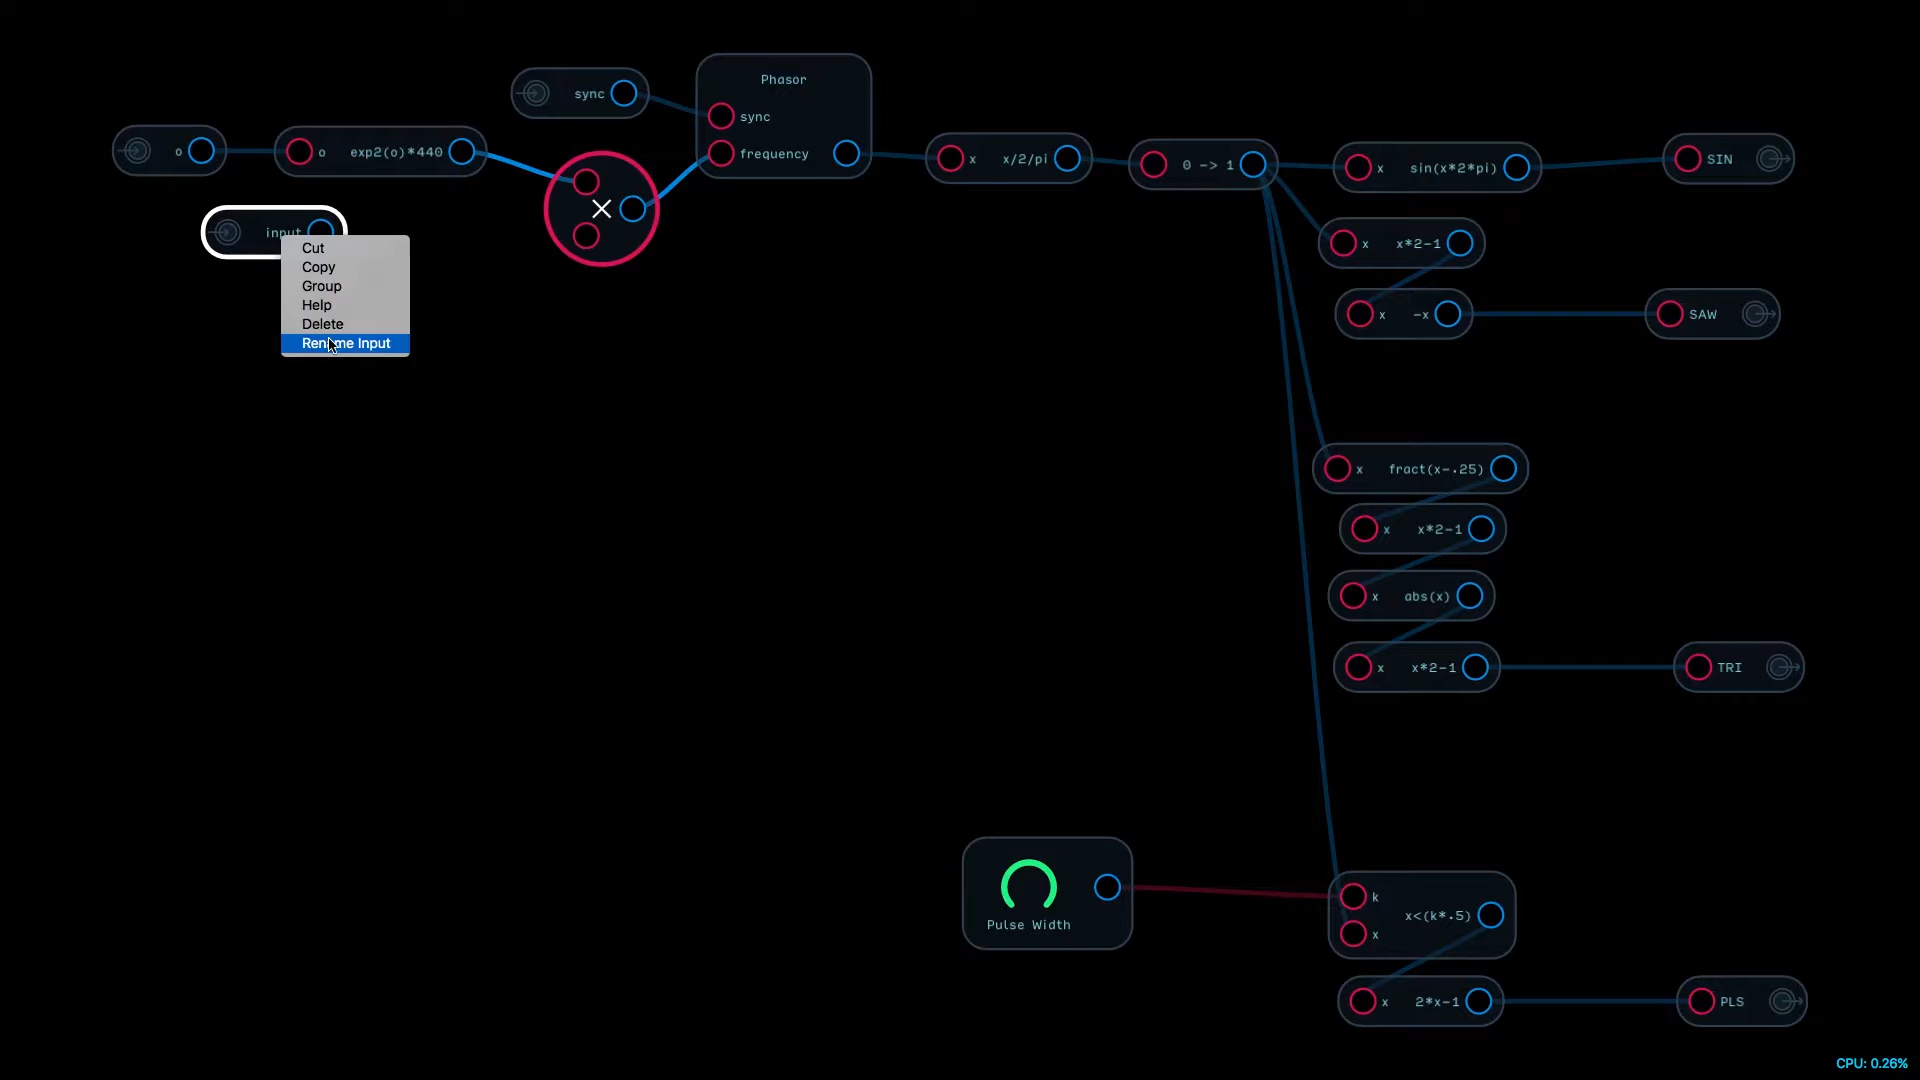 Phasor
sync
sync
frequency
o
o exp2(o)*440
x x/2/pi
0 -> 1
x sin(x*2*pi)
SIN
input
Cut
Copy
Group
Help
Delete
Rename Input
x x*2-1
x -x
SAW
x fract(x-.25)
x x*2-1
x abs(x)
x x*2-1
TRI
Pulse Width
k
x<(k*.5)
x
x 2*x-1
PLS
CPU: 0.26%